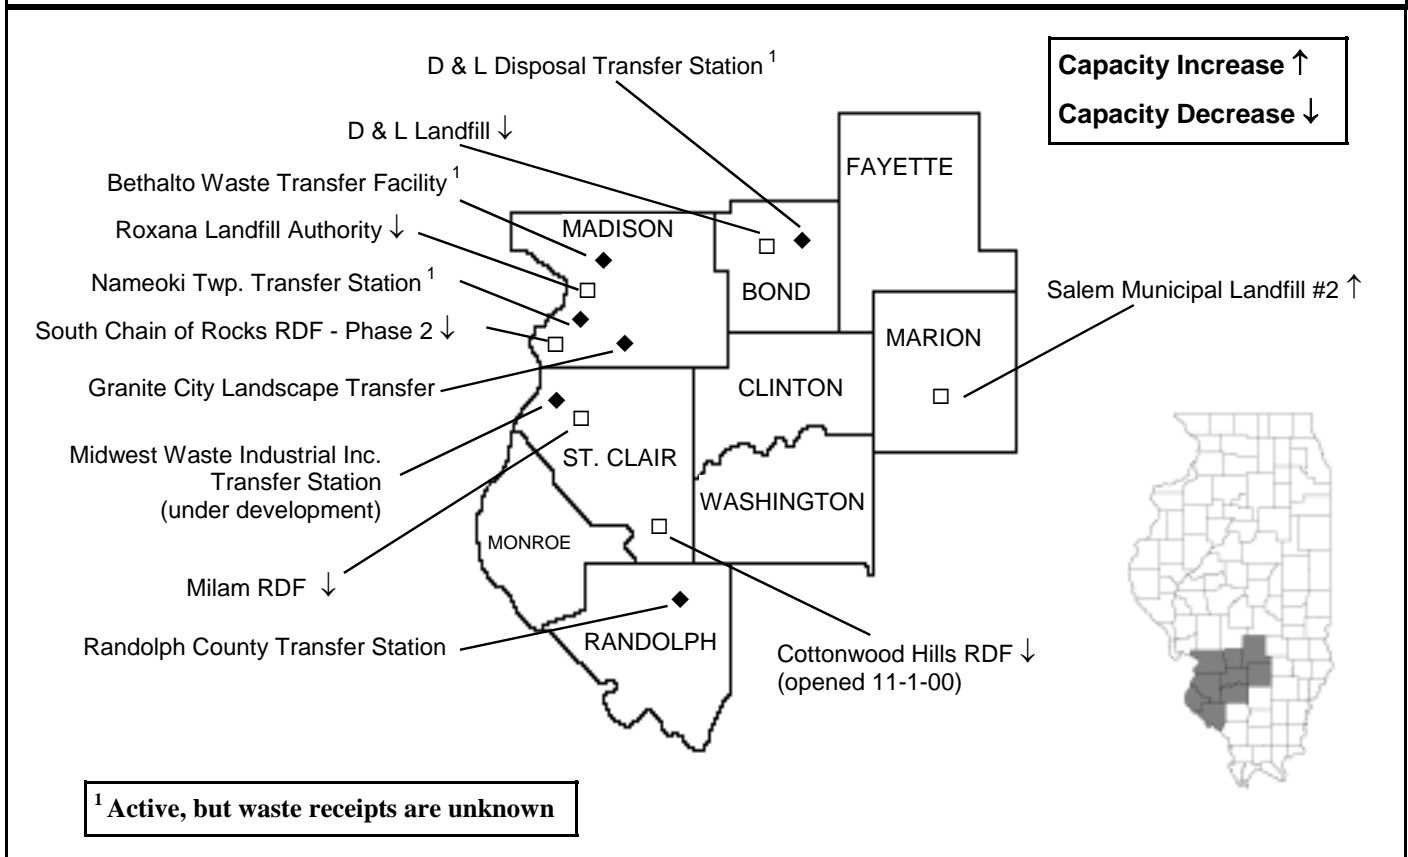 D & L Disposal Transfer Station 1
Capacity Increase ↑
Capacity Decrease ↓
D & L Landfill ↓
Bethalto Waste Transfer Facility 1
Roxana Landfill Authority ↓
Nameoki Twp. Transfer Station 1
South Chain of Rocks RDF - Phase 2 ↓
Granite City Landscape Transfer
Midwest Waste Industrial Inc.
Transfer Station
(under development)
Milam RDF ↓
Randolph County Transfer Station
FAYETTE
MADISON
BOND
Salem Municipal Landfill #2 ↑
MARION
CLINTON
ST. CLAIR
WASHINGTON
MONROE
RANDOLPH
Cottonwood Hills RDF ↓
(opened 11-1-00)
1 Active, but waste receipts are unknown